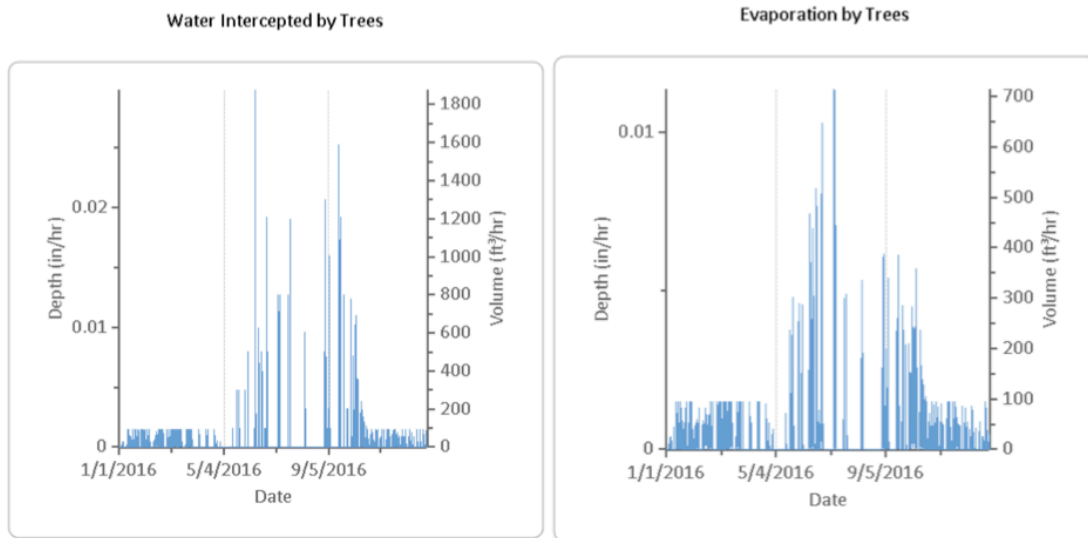 Water Intercepted by Trees
Depth (in/hr)
0.02
0.01
0
1800
1600
1400
1200
1000
800
600
400
200
0
Volume (ft³/hr)
1/1/2016 5/4/2016 9/5/2016
Date
Evaporation by Trees
Depth (in/hr)
0.01
0
700
600
500
400
300
200
100
0
Volume (ft³/hr)
1/1/2016 5/4/2016 9/5/2016
Date